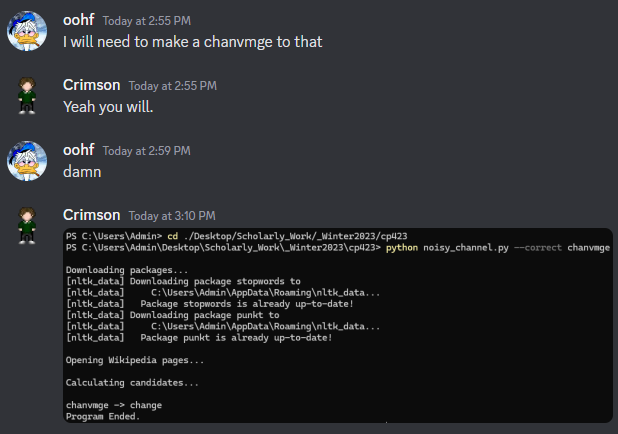 oohf Today at 2:55 PM
I will need to make a chanvmge to that
Crimson Today at 2:55 PM
Yeah you will.
oohf Today at 2:59 PM
damn
Crimson Today at 3:10 PM
PS C:\Users\Admin> cd ./Desktop/Scholarly_Work/_Winter2023/cp423
PS C:\Users\Admin\Desktop\Scholarly_Work\_Winter2023\cp423> python noisy_channel.py --correct chanvmge
Downloading packages...
[nltk_data] Downloading package stopwords to
[nltk_data]     C:\Users\Admin\AppData\Roaming\nltk_data...
[nltk_data]   Package stopwords is already up-to-date!
[nltk_data] Downloading package punkt to
[nltk_data]     C:\Users\Admin\AppData\Roaming\nltk_data...
[nltk_data]   Package punkt is already up-to-date!
Opening Wikipedia pages...
Calculating candidates...
chanvmge -> change
Program Ended.